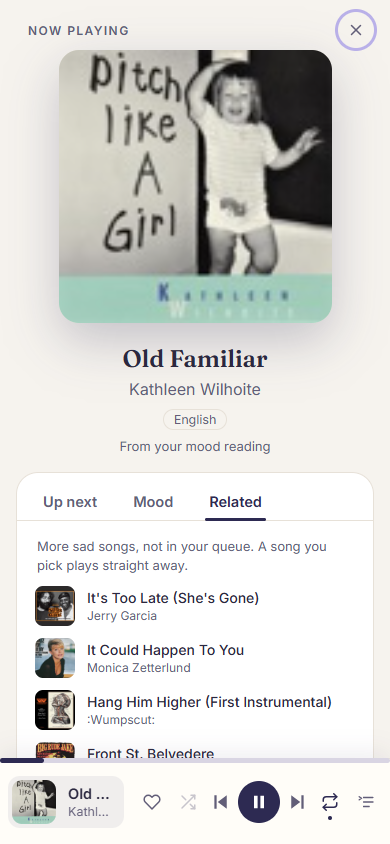 NOW PLAYING
Pitch
like
A
Girl
KATHLEEN
WILHOITE
Old Familiar
Kathleen Wilhoite
English
From your mood reading
Up next Mood Related
More sad songs, not in your queue. A song you
pick plays straight away.
It's Too Late (She's Gone)
Jerry Garcia
It Could Happen To You
Monica Zetterlund
Hang Him Higher (First Instrumental)
:Wumpscut:
Front St. Belvedere
Old ...
Kathl...